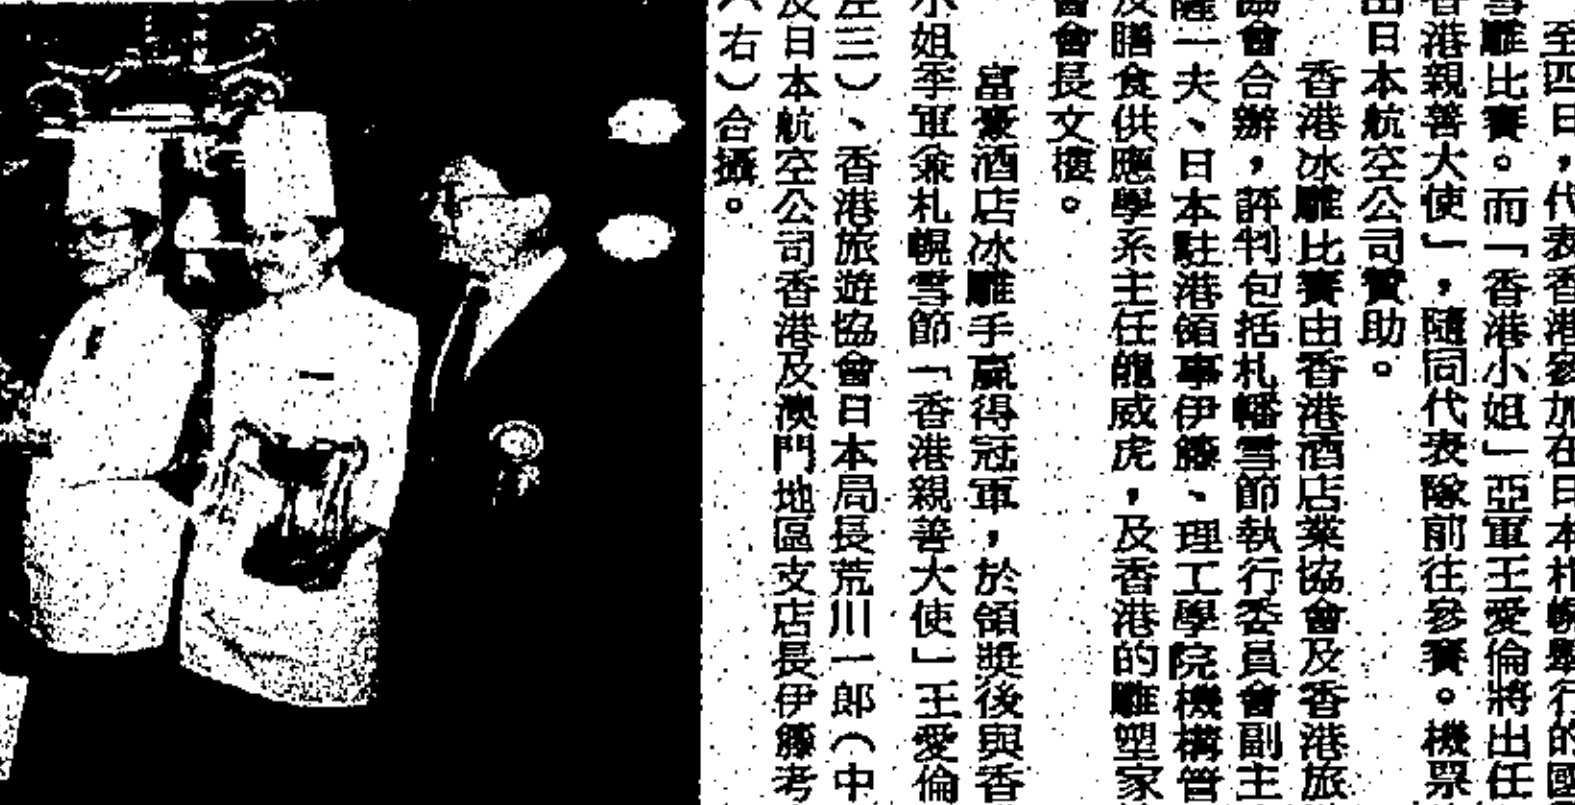 至四日，代表香港參加在日本札幌舉行的國
雪雕比賽。而「香港小姐」亞軍王愛倫將出任
香港親善大使」，隨同代表隊前往參賽。機票
由日本航空公司贊助。
香港冰雕比賽由香港酒店業協會及香港旅
協會合辦，評判包括札幡雪節執行委員會副主
隆一夫、日本駐港領事伊籐、理工學院機構管
及膳食供應學系主任龍威虎，及香港的雕塑家
會會長文樓。
富豪酒店冰雕手贏得冠軍，於領獎後與香
小姐季軍兼札幌雪節「香港親善大使」王愛倫
左三）、香港旅遊協會日本局長荒川一郎（中
及日本航空公司香港及澳門地區支店長伊籐考
（右）合攝。